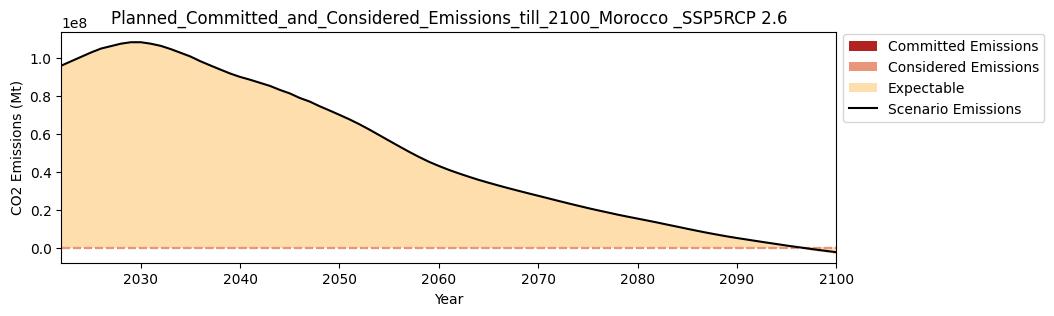 Planned_Committed_and_Considered_Emissions_till_2100_Morocco _SSP5RCP 2.6
1e8
Committed Emissions
Considered Emissions
Expectable
Scenario Emissions
CO2 Emissions (Mt)
1.0
0.8
0.6
0.4
0.2
0.0
2030 2040 2050 2060 2070 2080 2090 2100
Year